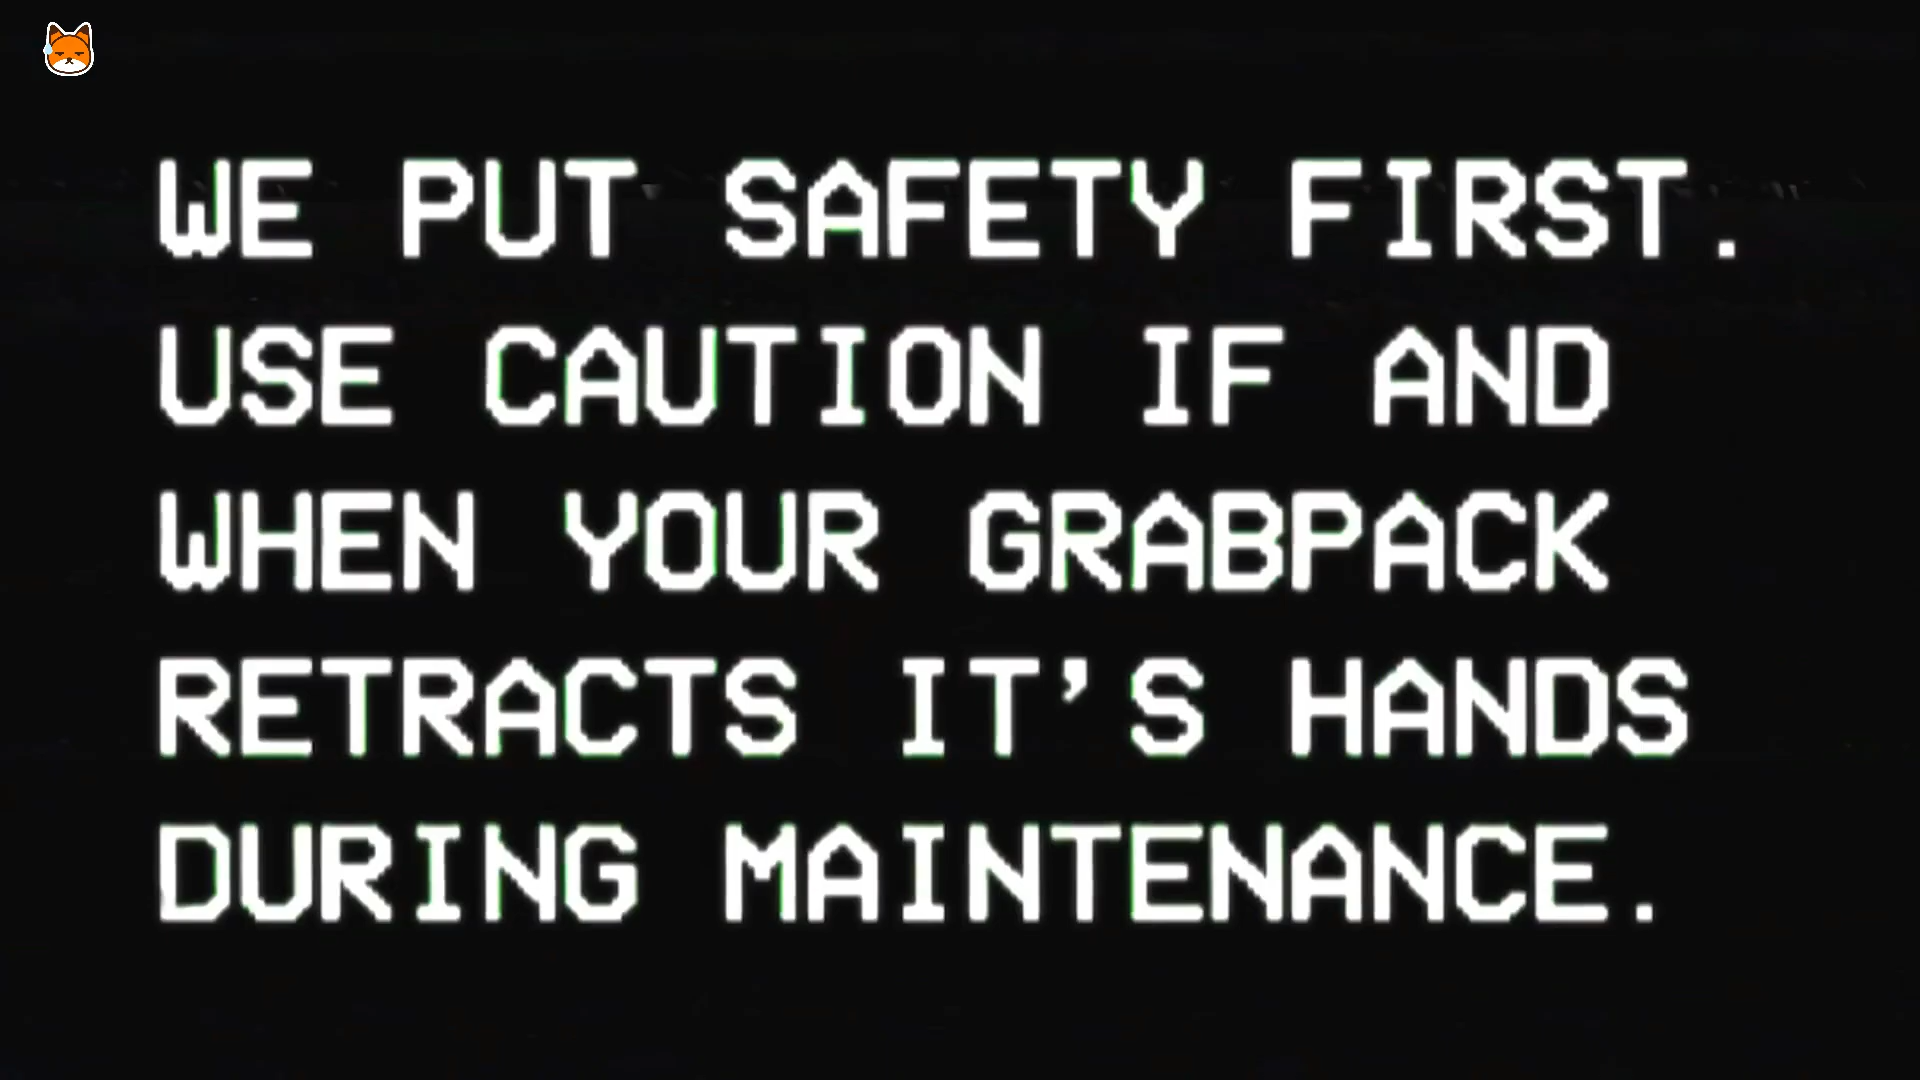 WE PUT SAFETY FIRST.
USE CAUTION IF AND
WHEN YOUR GRABPACK
RETRACTS IT’S HANDS
DURING MAINTENANCE.